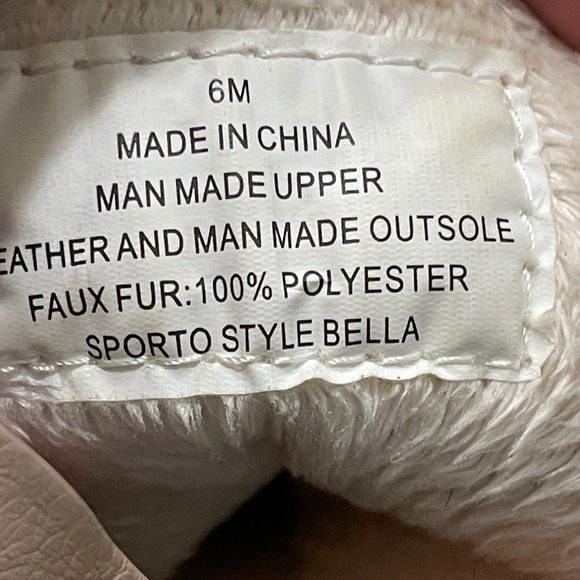 6M
MADE IN CHINA
MAN MADE UPPER
EATHER AND MAN MADE OUTSOLE
FAUX FUR:100% POLYESTER
SPORTO STYLE BELLA